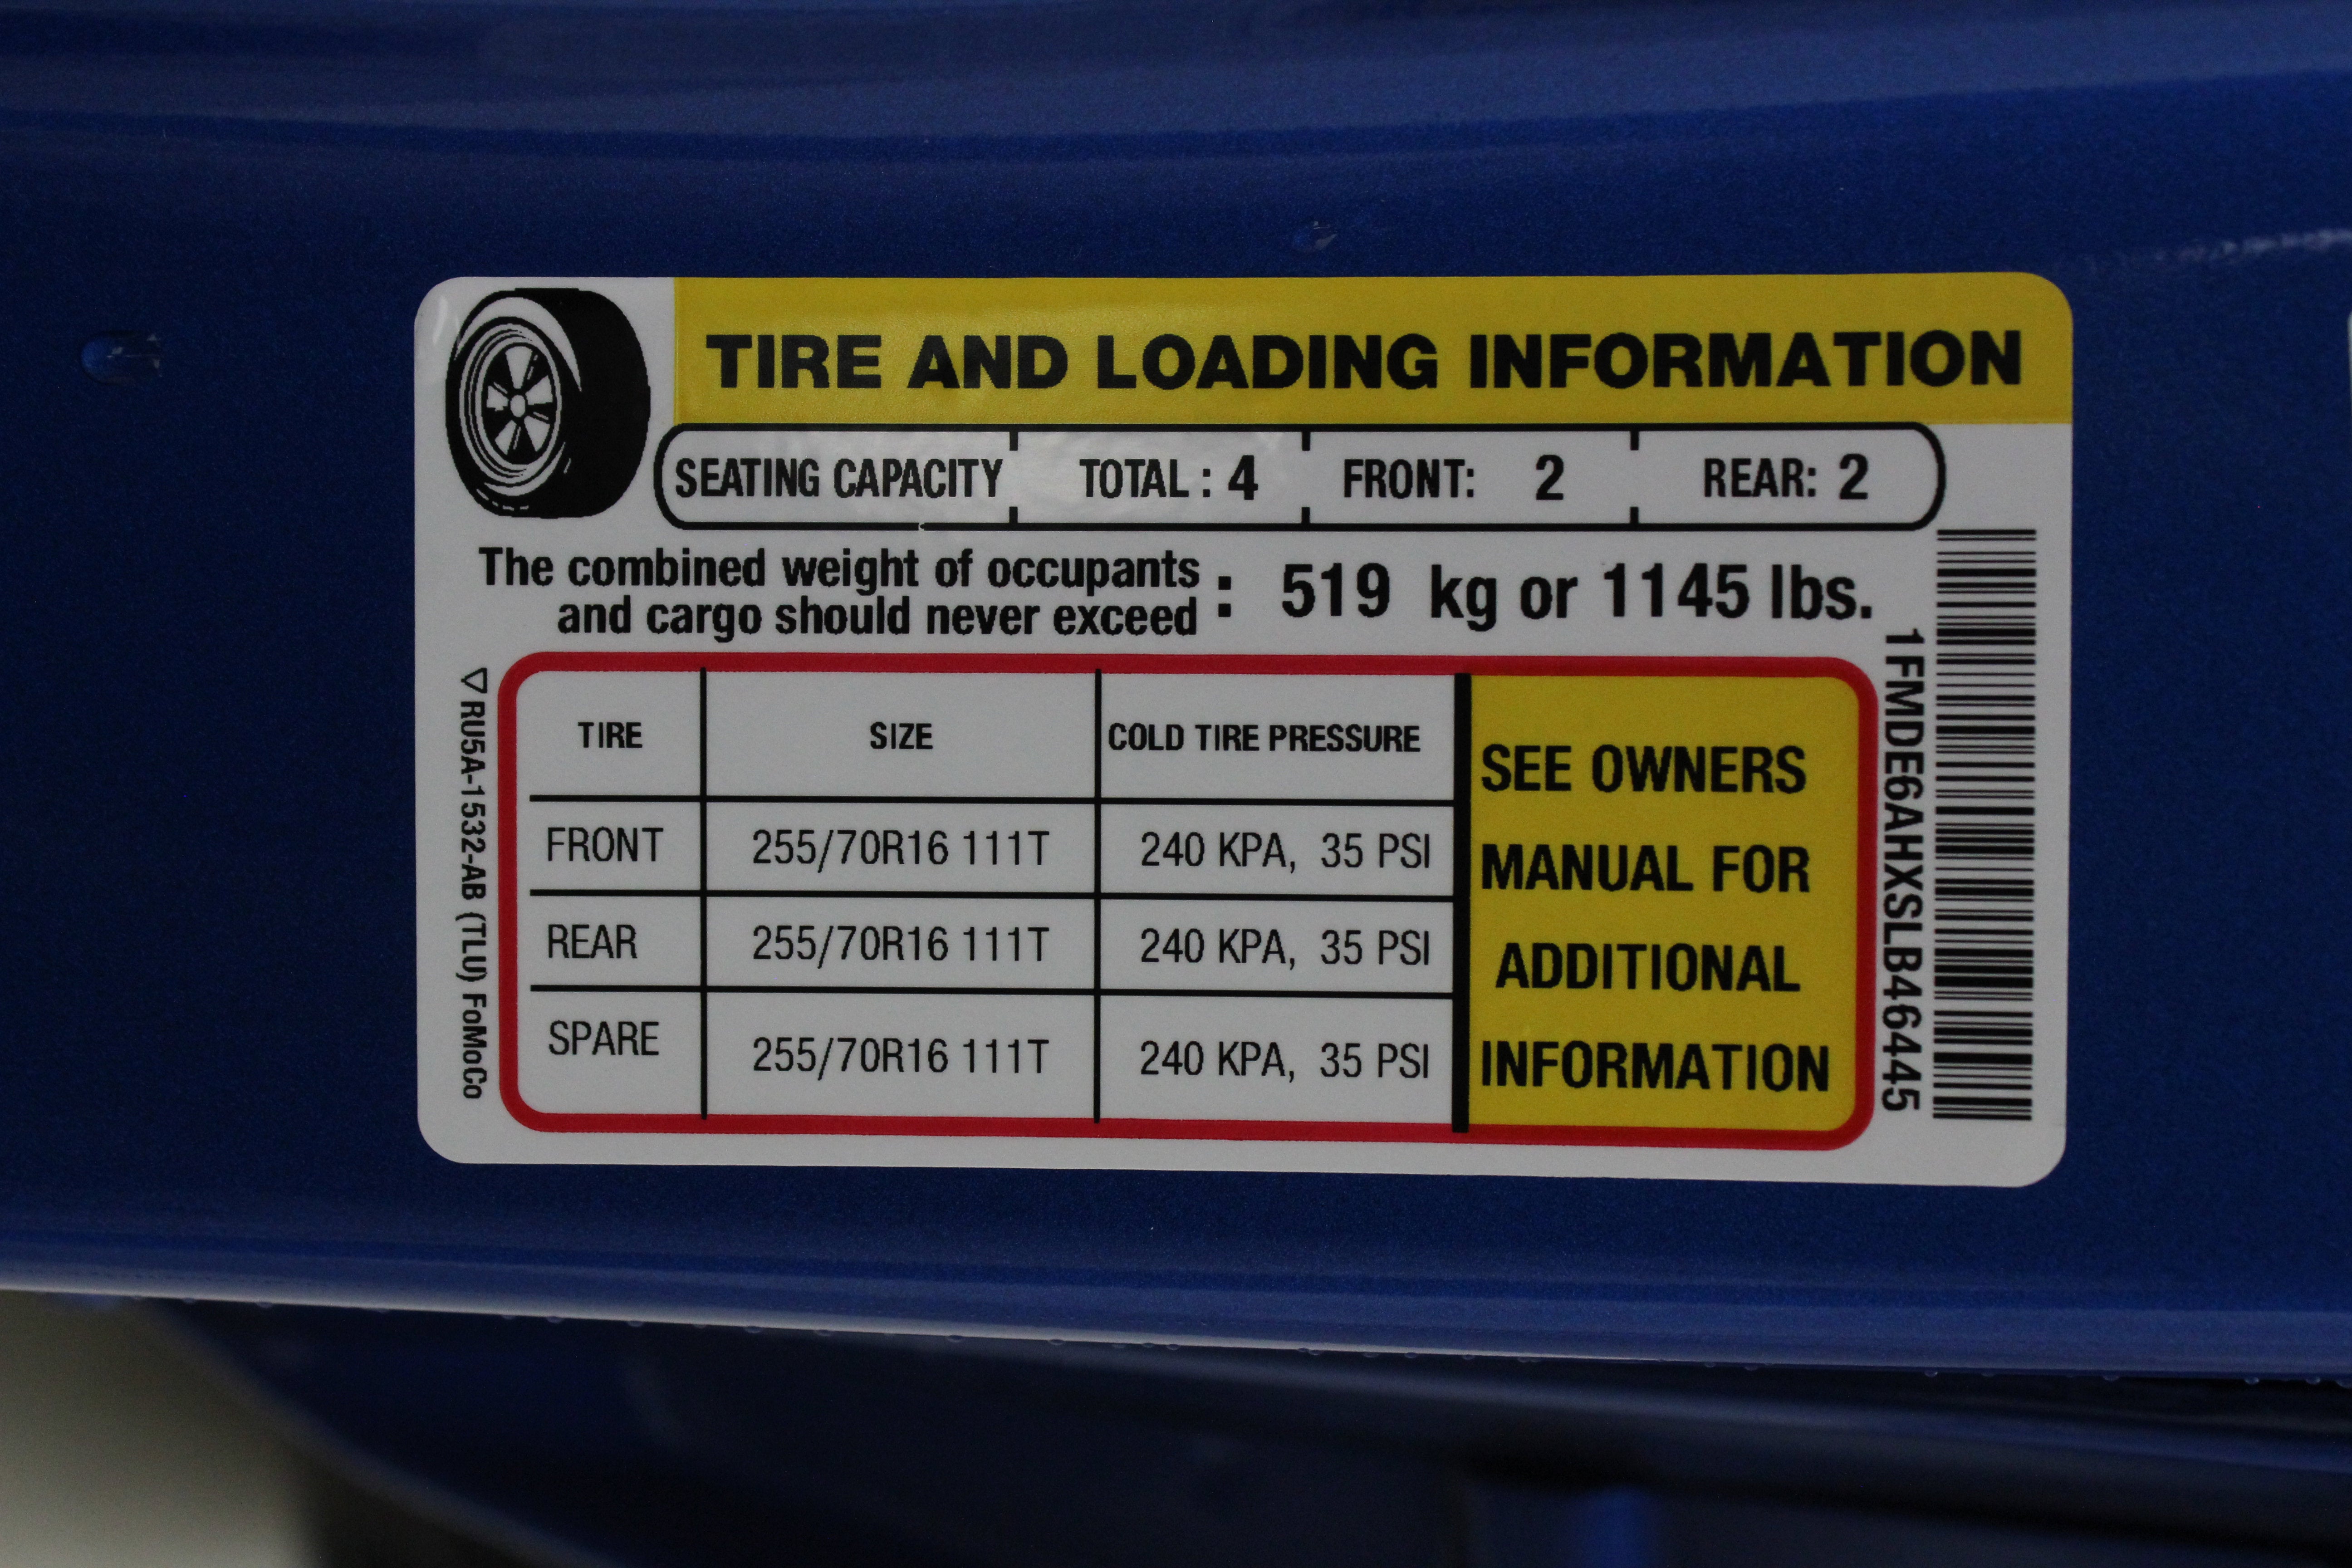 TIRE AND LOADING INFORMATION
SEATING CAPACITY TOTAL : 4 FRONT: 2 REAR: 2
The combined weight of occupants
and cargo should never exceed : 519 kg or 1145 lbs.
TIRE SIZE COLD TIRE PRESSURE
FRONT 255/70R16 111T 240 KPA, 35 PSI
REAR 255/70R16 111T 240 KPA, 35 PSI
SPARE 255/70R16 111T 240 KPA, 35 PSI
SEE OWNERS
MANUAL FOR
ADDITIONAL
INFORMATION
RU5A-1532-AB (TLU) FoMoCo
1FMDE6AHXSLB46445